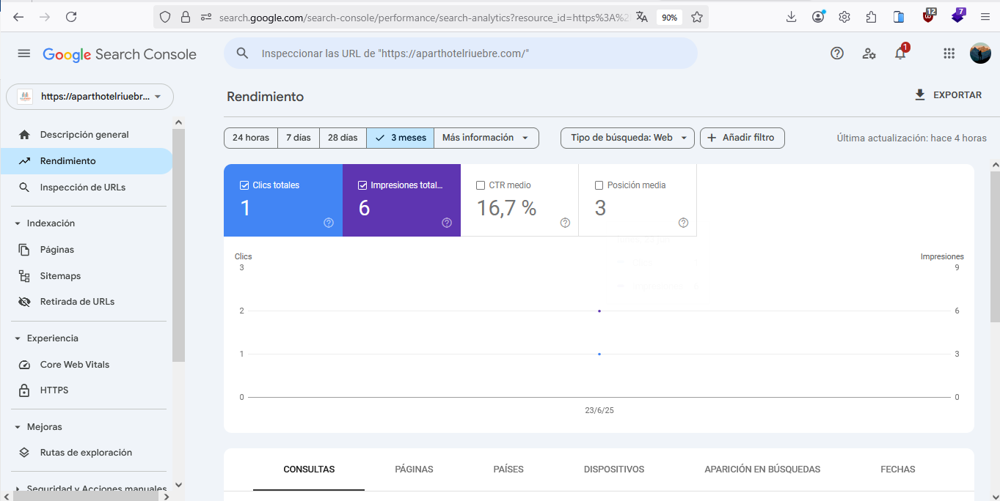 search.google.com/search-console/performance/search-analytics?resource_id=https%3A%2
90%
12
7
Google Search Console
Inspeccionar las URL de "https://aparthotelriuebre.com/"
1
https://aparthotelriuebr...
Rendimiento
EXPORTAR
24 horas
7 días
28 días
3 meses
Más información
Tipo de búsqueda: Web
Añadir filtro
Última actualización: hace 4 horas
Descripción general
Rendimiento
Inspección de URLs
Indexación
Páginas
Sitemaps
Retirada de URLs
Experiencia
Core Web Vitals
HTTPS
Mejoras
Rutas de exploración
Seguridad y Acciones manuales
Clics totales
1
Impresiones total...
6
CTR medio
16,7 %
Posición media
3
Clics
Impresiones
3
9
2
6
1
3
0
0
23/6/25
CONSULTAS
PÁGINAS
PAÍSES
DISPOSITIVOS
APARICIÓN EN BÚSQUEDAS
FECHAS